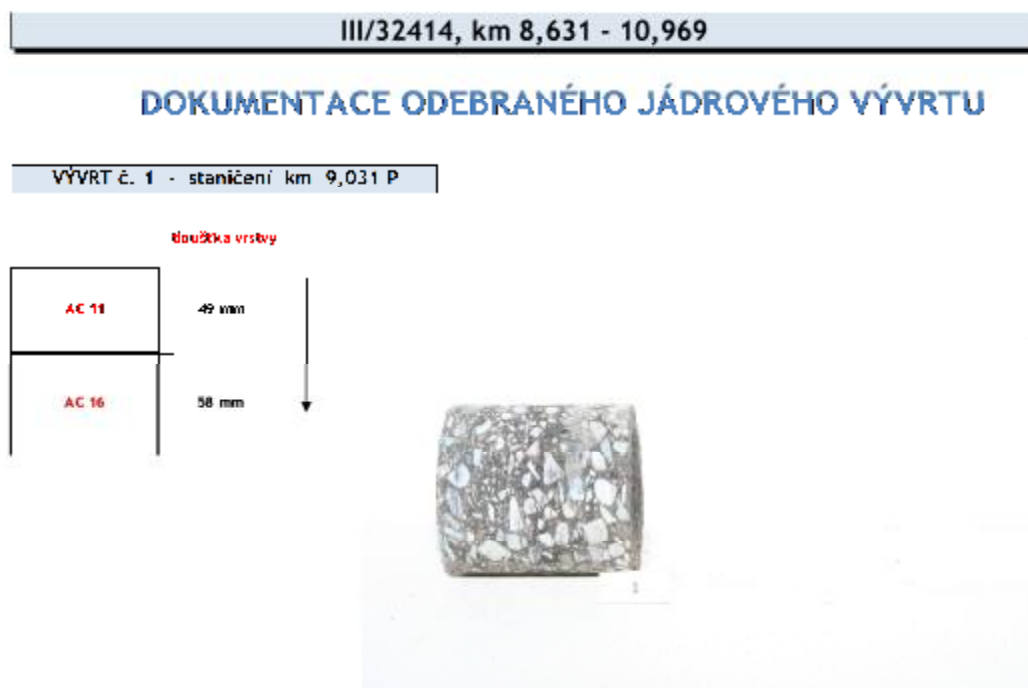 III/32414, km 8,631 - 10,969
DOKUMENTACE ODEBRANÉHO JÁDROVÉHO VÝVRTU
VÝVRT č. 1 - staničení km 9,031 P
tloušťka vrstvy
AC 11 49 mm
AC 16 58 mm
1